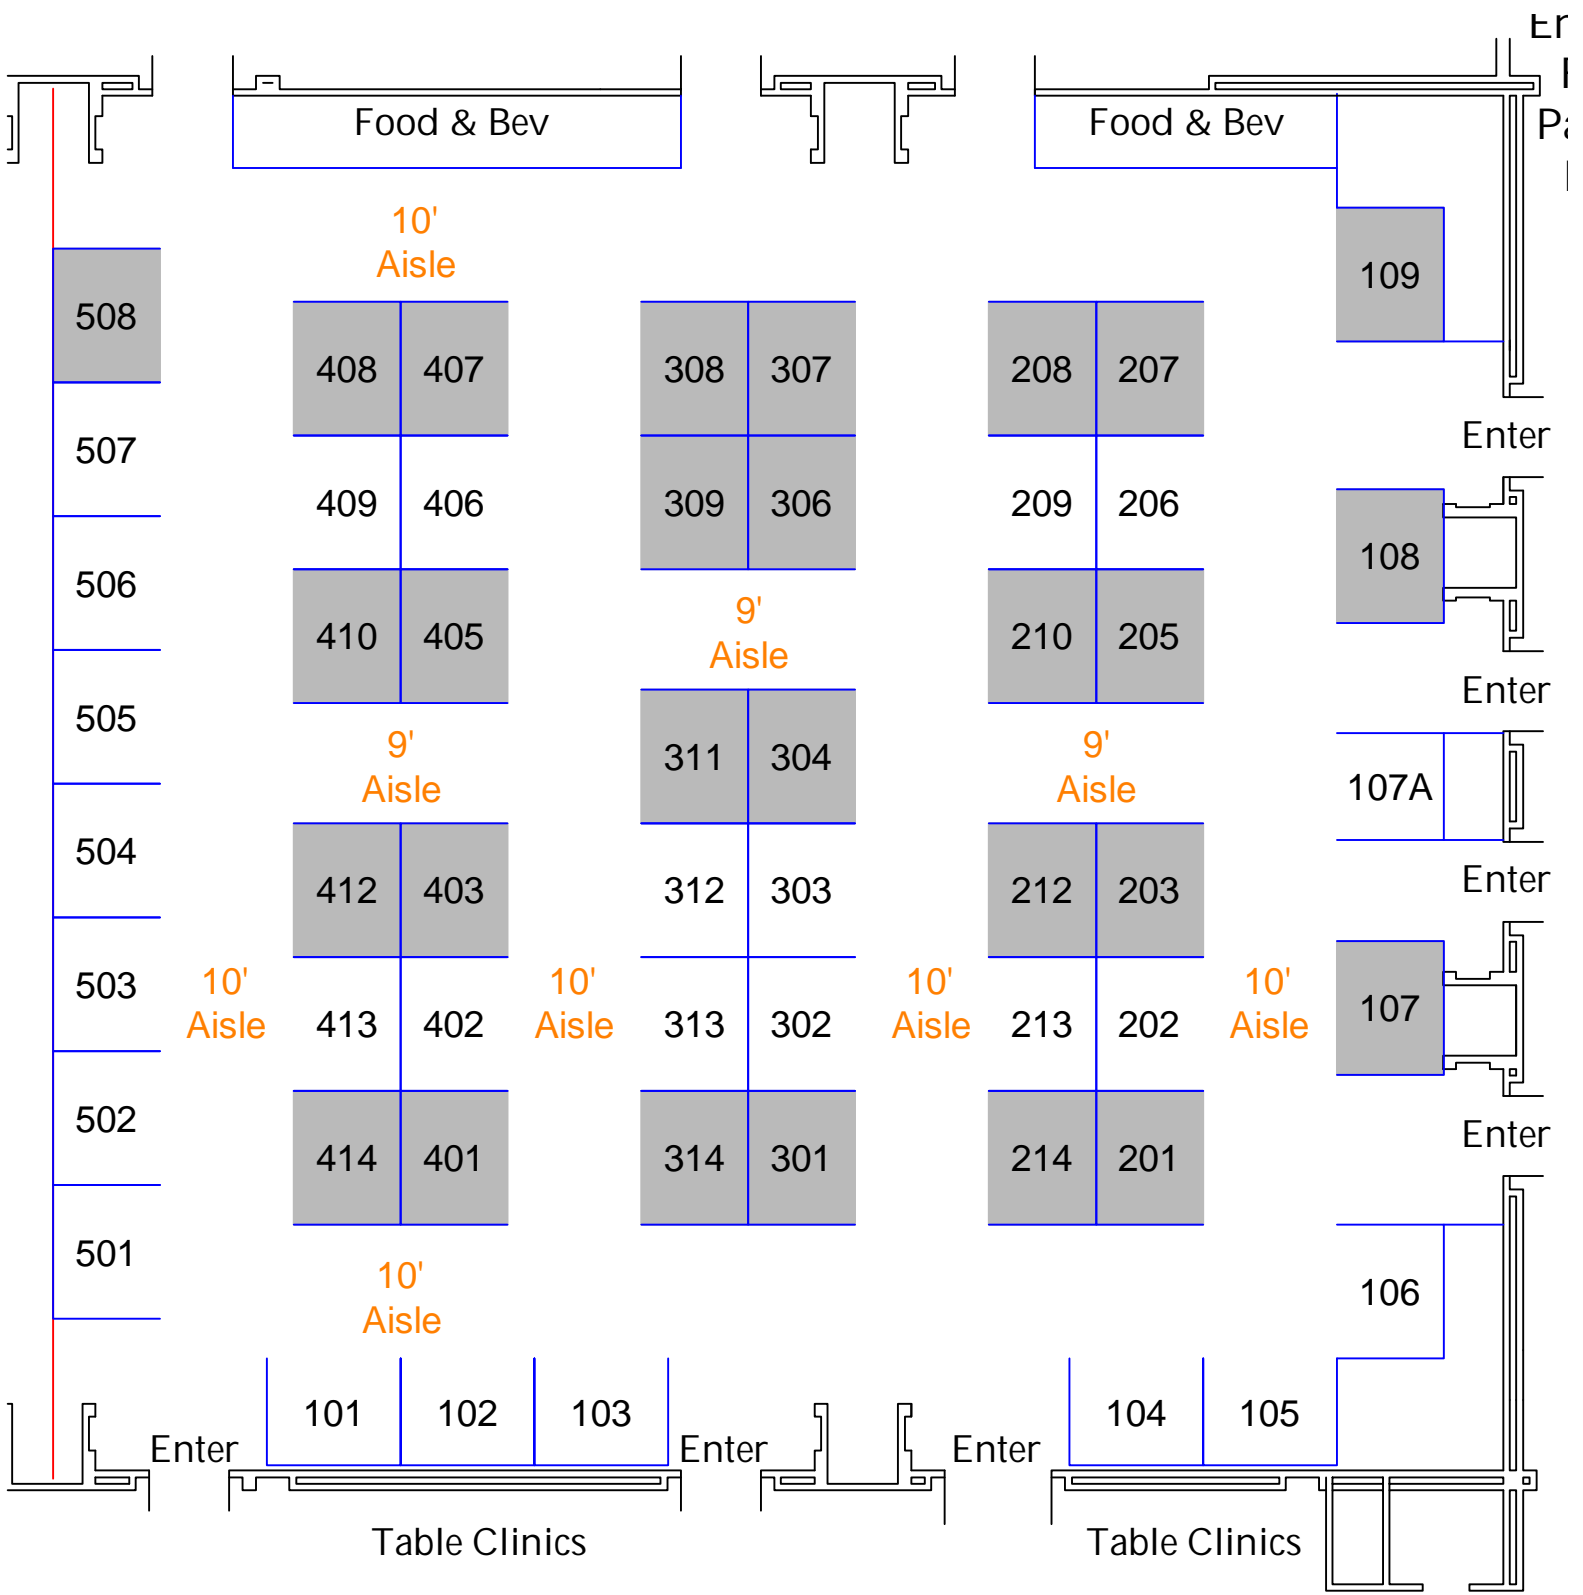 Food & Bev
Food & Bev
10'
Aisle
109
508
408 407
308 307
208 207
Enter
507
409 406
309 306
209 206
108
506
9'
Aisle
410 405
210 205
Enter
505
9'
Aisle
311 304
9'
Aisle
107A
504
412 403
312 303
212 203
Enter
503
10'
Aisle
413 402
10'
Aisle
313 302
10'
Aisle
213 202
10'
Aisle
107
502
414 401
314 301
214 201
Enter
501
10'
Aisle
106
101 102 103
104 105
Enter
Enter
Enter
Table Clinics
Table Clinics